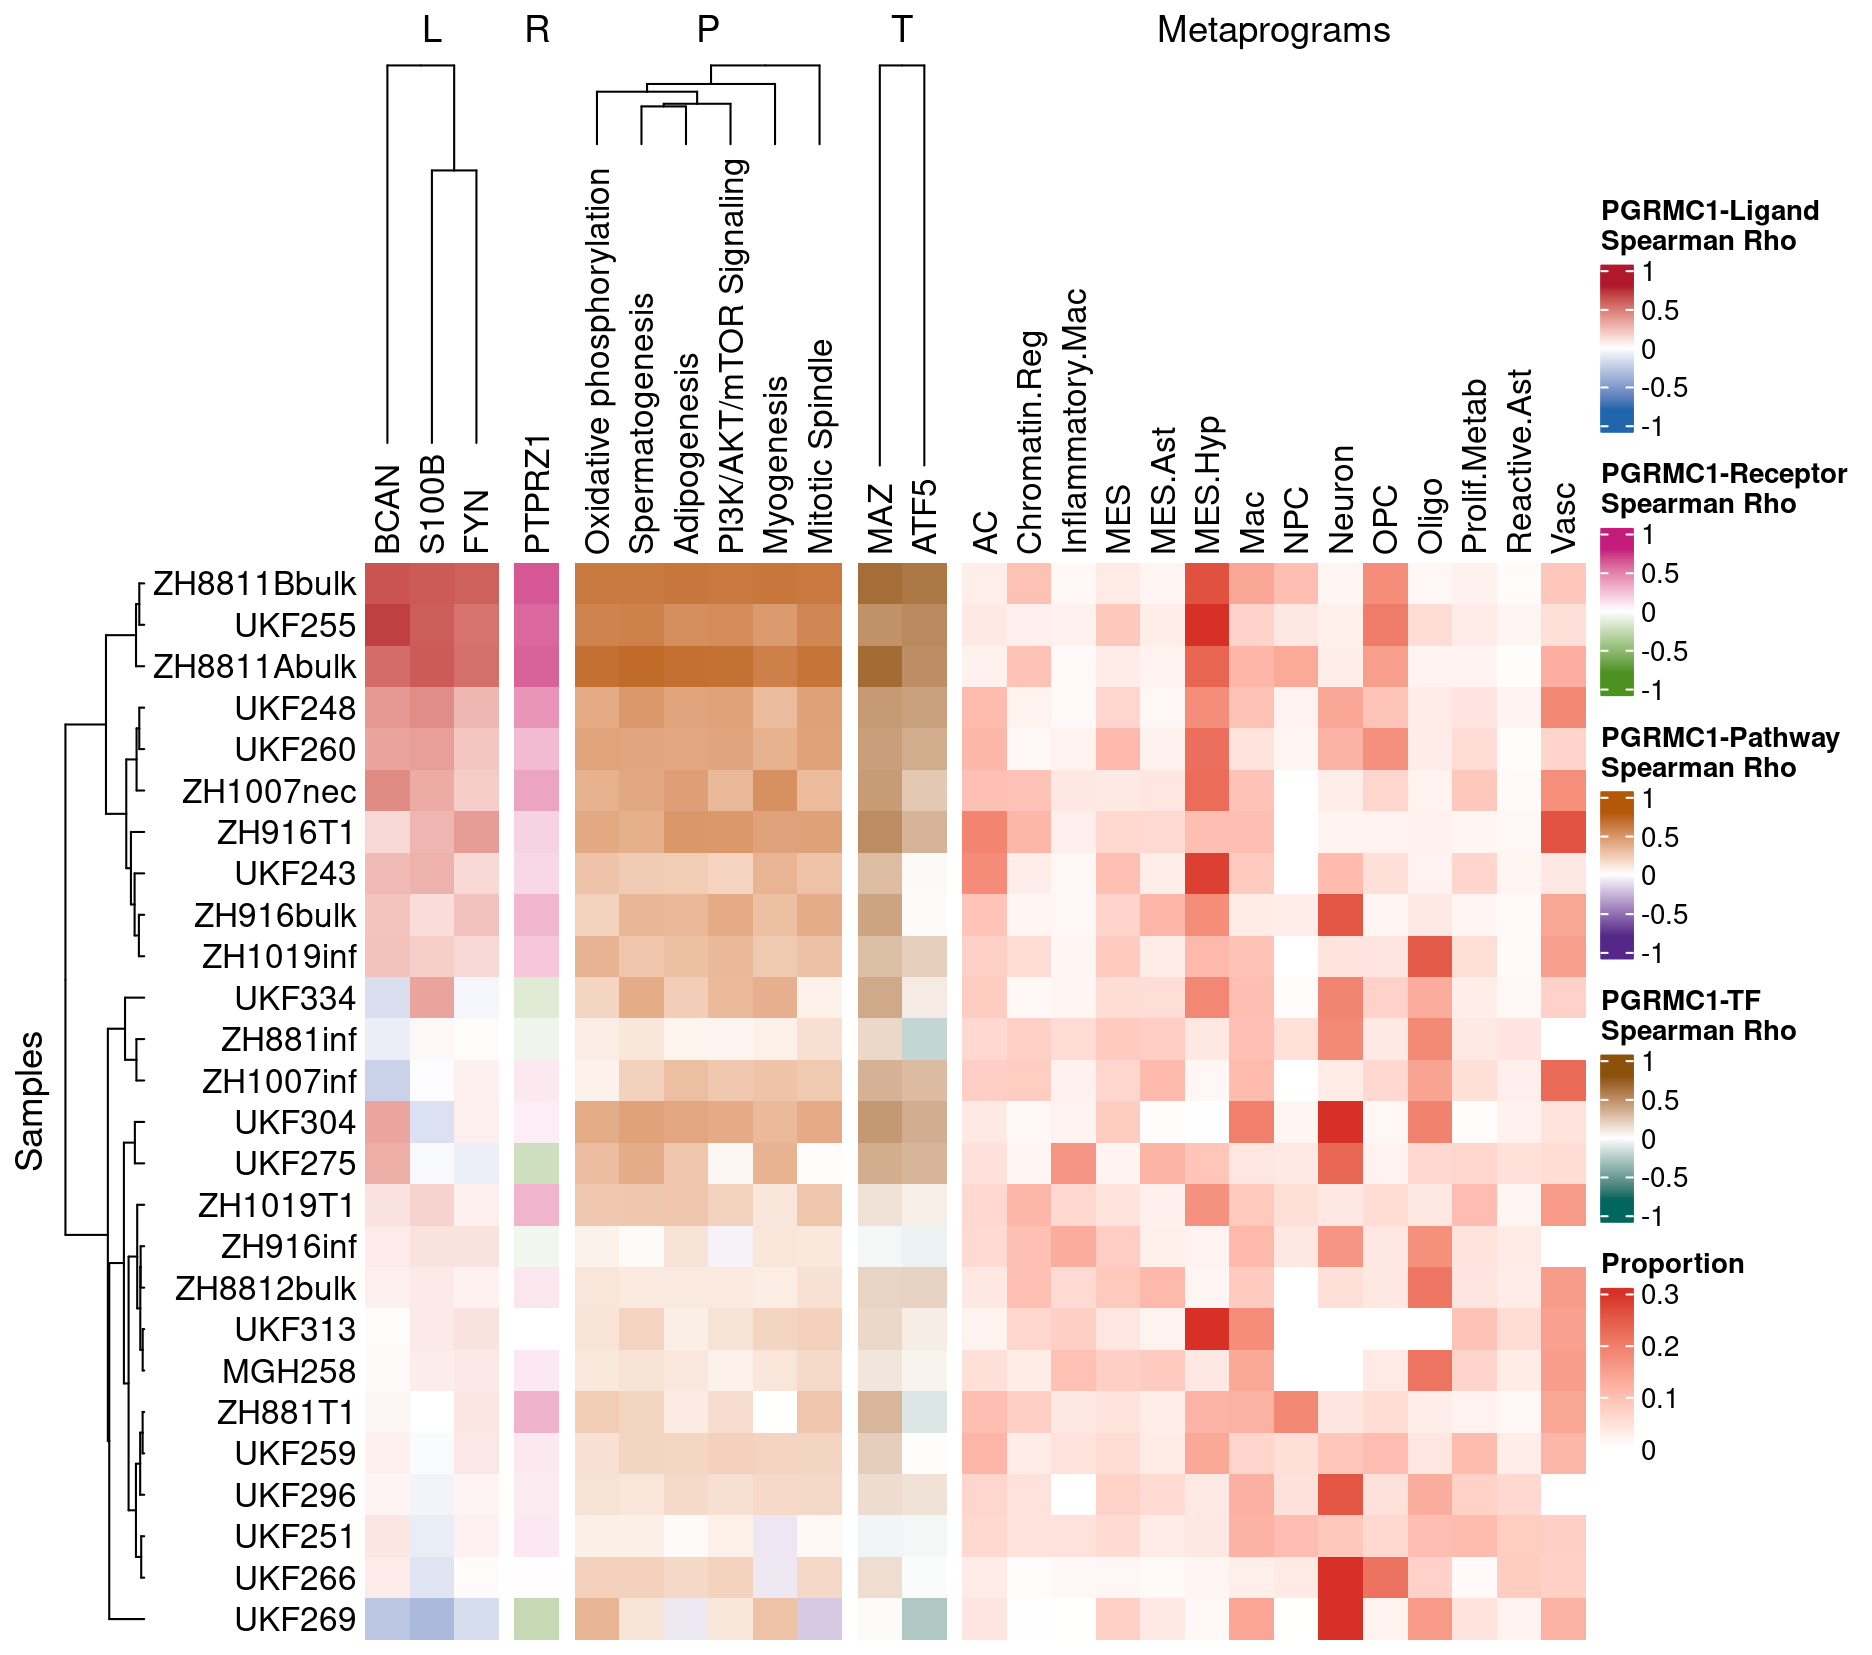 L R P T Metaprograms
BCAN
S100B
FYN
PTPRZ1
Oxidative phosphorylation
Spermatogenesis
Adipogenesis
PI3K/AKT/mTOR Signaling
Myogenesis
Mitotic Spindle
MAZ
ATF5
AC
Chromatin.Reg
Inflammatory.Mac
MES
MES.Ast
MES.Hyp
Mac
NPC
Neuron
OPC
Oligo
Prolif.Metab
Reactive.Ast
Vasc
Samples
ZH8811Bbulk
UKF255
ZH8811Abulk
UKF248
UKF260
ZH1007nec
ZH916T1
UKF243
ZH916bulk
ZH1019inf
UKF334
ZH881inf
ZH1007inf
UKF304
UKF275
ZH1019T1
ZH916inf
ZH8812bulk
UKF313
MGH258
ZH881T1
UKF259
UKF296
UKF251
UKF266
UKF269
PGRMC1-Ligand
Spearman Rho
1
0.5
0
-0.5
-1
PGRMC1-Receptor
Spearman Rho
1
0.5
0
-0.5
-1
PGRMC1-Pathway
Spearman Rho
1
0.5
0
-0.5
-1
PGRMC1-TF
Spearman Rho
1
0.5
0
-0.5
-1
Proportion
0.3
0.2
0.1
0